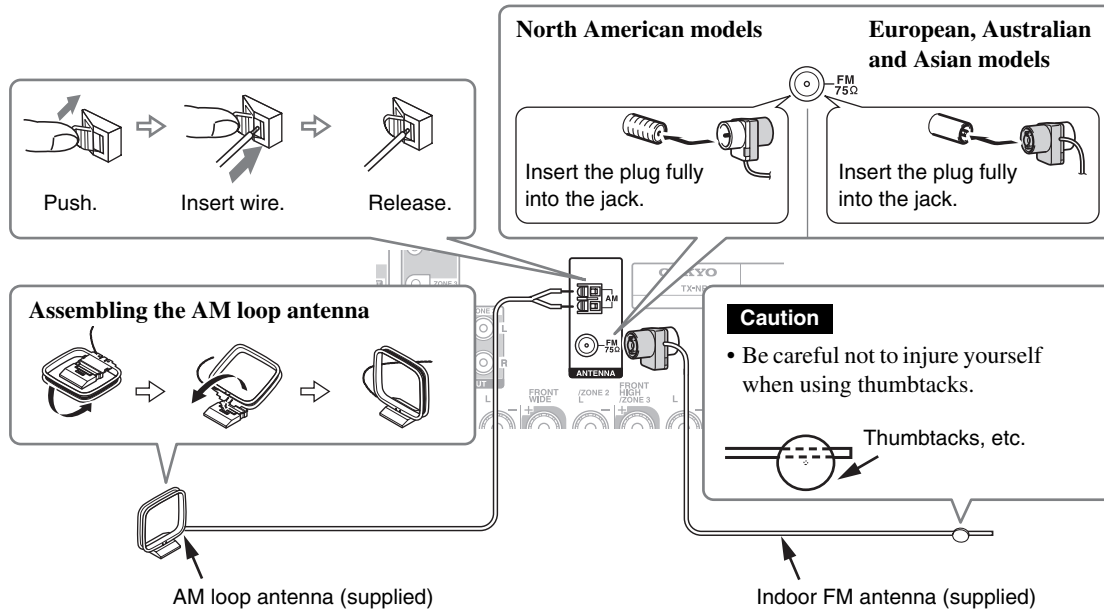 North American models
European, Australian
and Asian models
FM
75Ω
Insert the plug fully
into the jack.
Insert the plug fully
into the jack.
Push.
Insert wire.
Release.
ZONE 3
AM
FM
75Ω
ANTENNA
L
R
UT
L
FRONT
WIDE
/ZONE 2
L
FRONT
HIGH
/ZONE 3
L
Assembling the AM loop antenna
Caution
• Be careful not to injure yourself
when using thumbtacks.
Thumbtacks, etc.
AM loop antenna (supplied)
Indoor FM antenna (supplied)